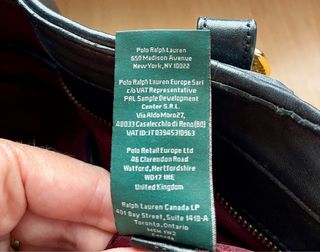 Polo Ralph Lauren
650 Madison Avenue
New York, NY 10022
Polo Ralph Lauren Europe Sarl
c/o VAT Representative
PRL Sample Development
Center S.R.L.
Via Aldo Moro 27,
40033 Casalecchio di Reno(BO)
VAT ID: IT03945310963
Polo Retail Europe Ltd
46 Clarendon Road
Watford, Hertfordshire
WD17 1HE
United Kingdom
Ralph Lauren Canada LP
401 Bay Street, Suite 1410-A
Toronto, Ontario
Canada